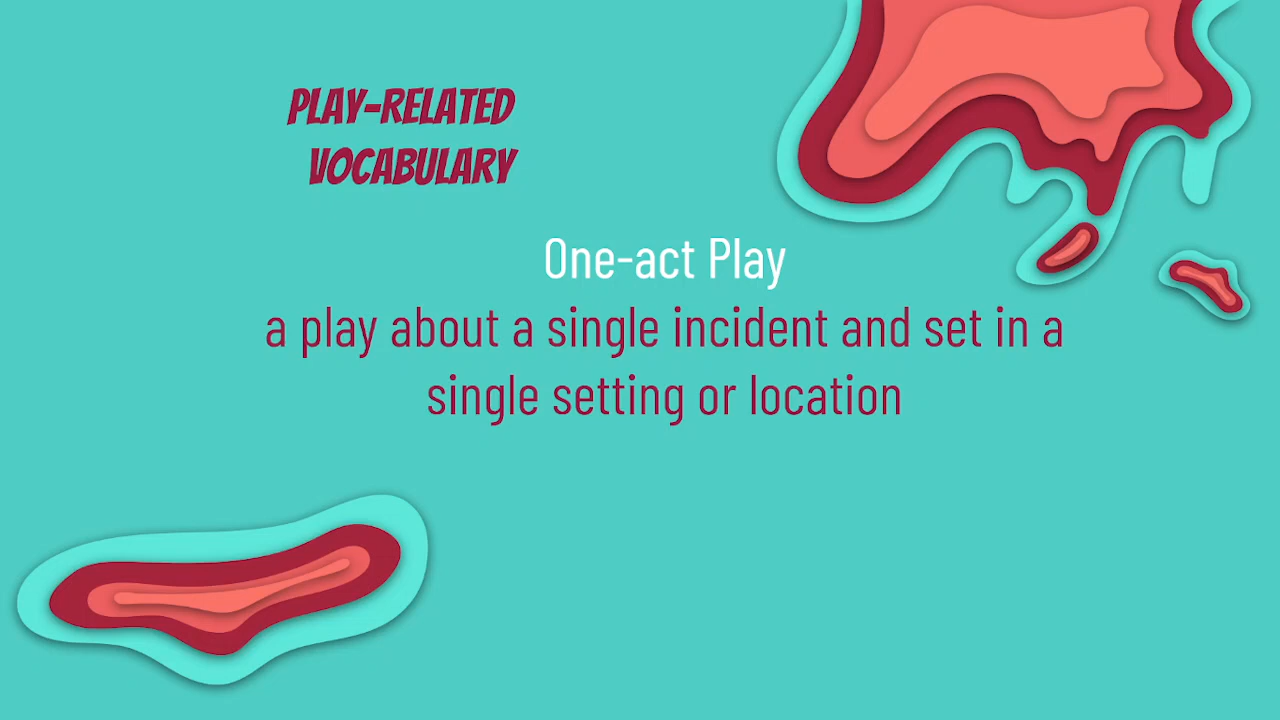 PLAY-RELATED
VOCABULARY
One-act Play
a play about a single incident and set in a
single setting or location